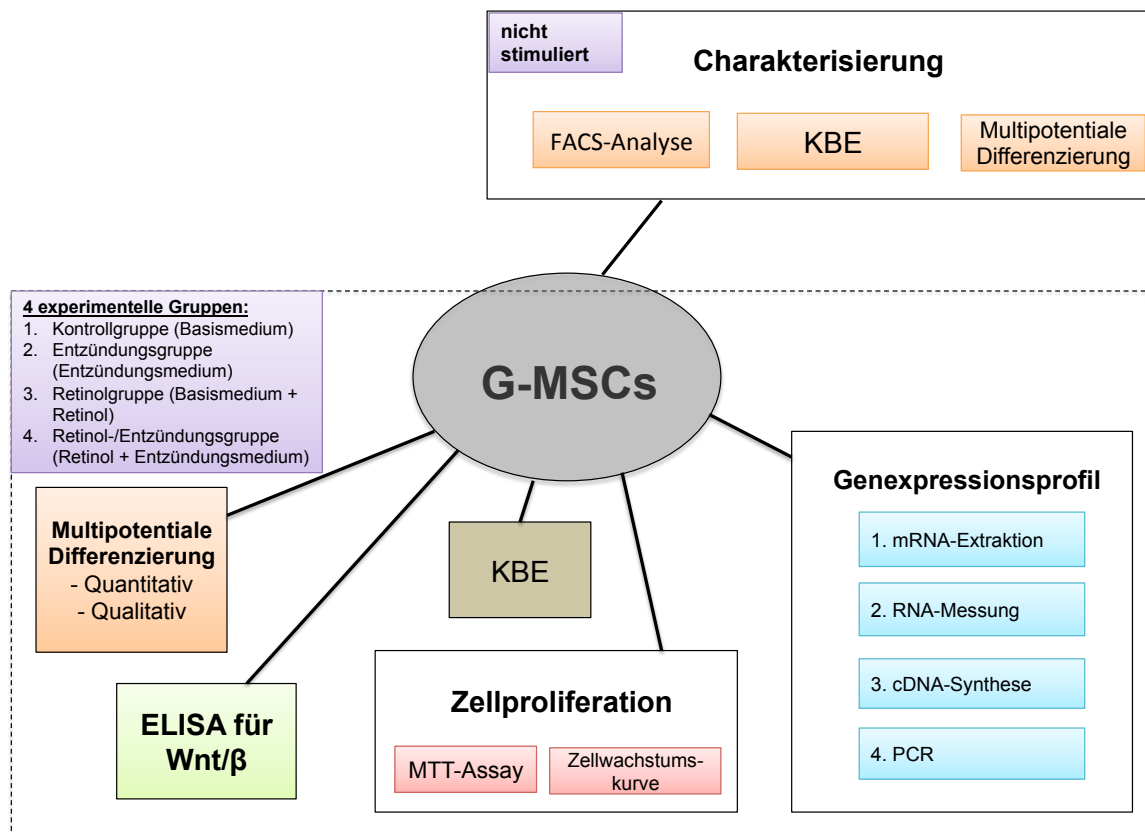 nicht
stimuliert
Charakterisierung
FACS-Analyse
KBE
Multipotentiale
Differenzierung
4 experimentelle Gruppen:
1. Kontrollgruppe (Basismedium)
2. Entzündungsgruppe
(Entzündungsmedium)
3. Retinolgruppe (Basismedium +
Retinol)
4. Retinol-/Entzündungsgruppe
(Retinol + Entzündungsmedium)
G-MSCs
Multipotentiale
Differenzierung
- Quantitativ
- Qualitativ
KBE
ELISA für
Wnt/β
Zellproliferation
MTT-Assay
Zellwachstums-
kurve
Genexpressionsprofil
1. mRNA-Extraktion
2. RNA-Messung
3. cDNA-Synthese
4. PCR